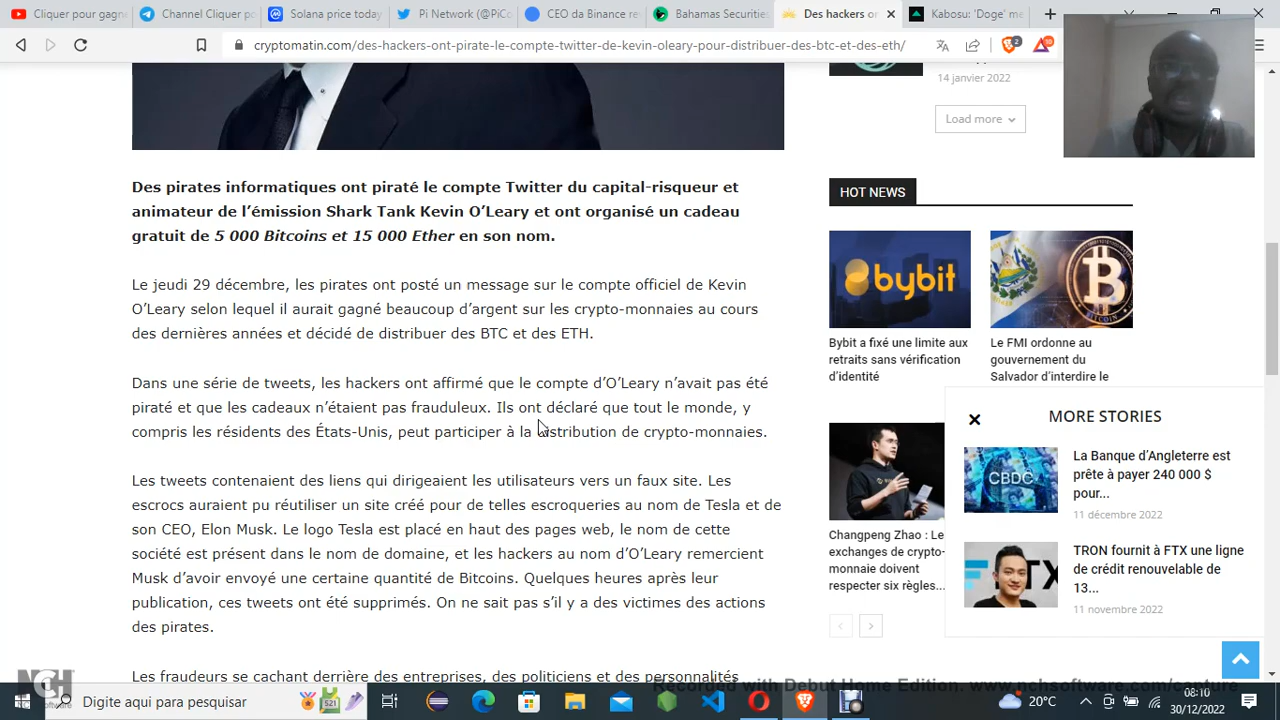 Cliquer pour gagné
Channel Cliquer po
Solana price today
Pi Network (@PiCo
CEO da Binance re
Bahamas Securities
Des hackers o
Kabosu: 'Doge' me
cryptometri.com/des-hackers-ont-pirate-le-compte-twitter-de-kevin-oleary-pour-distribuer-des-btc-et-des-eth/
2
14 janvier 2022
Load more
Des pirates informatiques ont piraté le compte Twitter du capital-risqueur et
animateur de l'émission Shark Tank Kevin O'Leary et ont organisé un cadeau
gratuit de 5 000 Bitcoins et 15 000 Ether en son nom.
Le jeudi 29 décembre, les pirates ont posté un message sur le compte officiel de Kevin
O'Leary selon lequel il aurait gagné beaucoup d'argent sur les crypto-monnaies au cours
des dernières années et décidé de distribuer des BTC et des ETH.
Dans une série de tweets, les hackers ont affirmé que le compte d'O'Leary n'avait pas été
piraté et que les cadeaux n'étaient pas frauduleux. Ils ont déclaré que tout le monde, y
compris les résidents des États-Unis, peut participer à la distribution de crypto-monnaies.
Les tweets contenaient des liens qui dirigeaient les utilisateurs vers un faux site. Les
escrocs auraient pu réutiliser un site créé pour de telles escroqueries au nom de Tesla et de
son CEO, Elon Musk. Le logo Tesla est placé en haut des pages web, le nom de cette
société est présent dans le nom de domaine, et les hackers au nom d'O'Leary remercient
Musk d'avoir envoyé une certaine quantité de Bitcoins. Quelques heures après leur
publication, ces tweets ont été supprimés. On ne sait pas s'il y a des victimes des actions
des pirates.
Les fraudeurs se cachant derrière des entreprises, des politiciens et des personnalités
HOT NEWS
bybit
Bybit a fixé une limite aux
retraits sans vérification
d'identité
Le FMI ordonne au
gouvernement du
Salvador d'interdire le
Changpeng Zhao : Le
exchanges de crypto-
monnaie doivent
respecter six règles...
MORE STORIES
CBDC
La Banque d'Angleterre est
prête à payer 240 000 $
pour...
11 décembre 2022
FTX
TRON fournit à FTX une ligne
de crédit renouvelable de
13...
11 novembre 2022
NCH
Recorded with Debut Home Edition. www.nchsoftware.com/capture
Digite aqui para pesquisar
521
20°C
08:10
30/12/2022